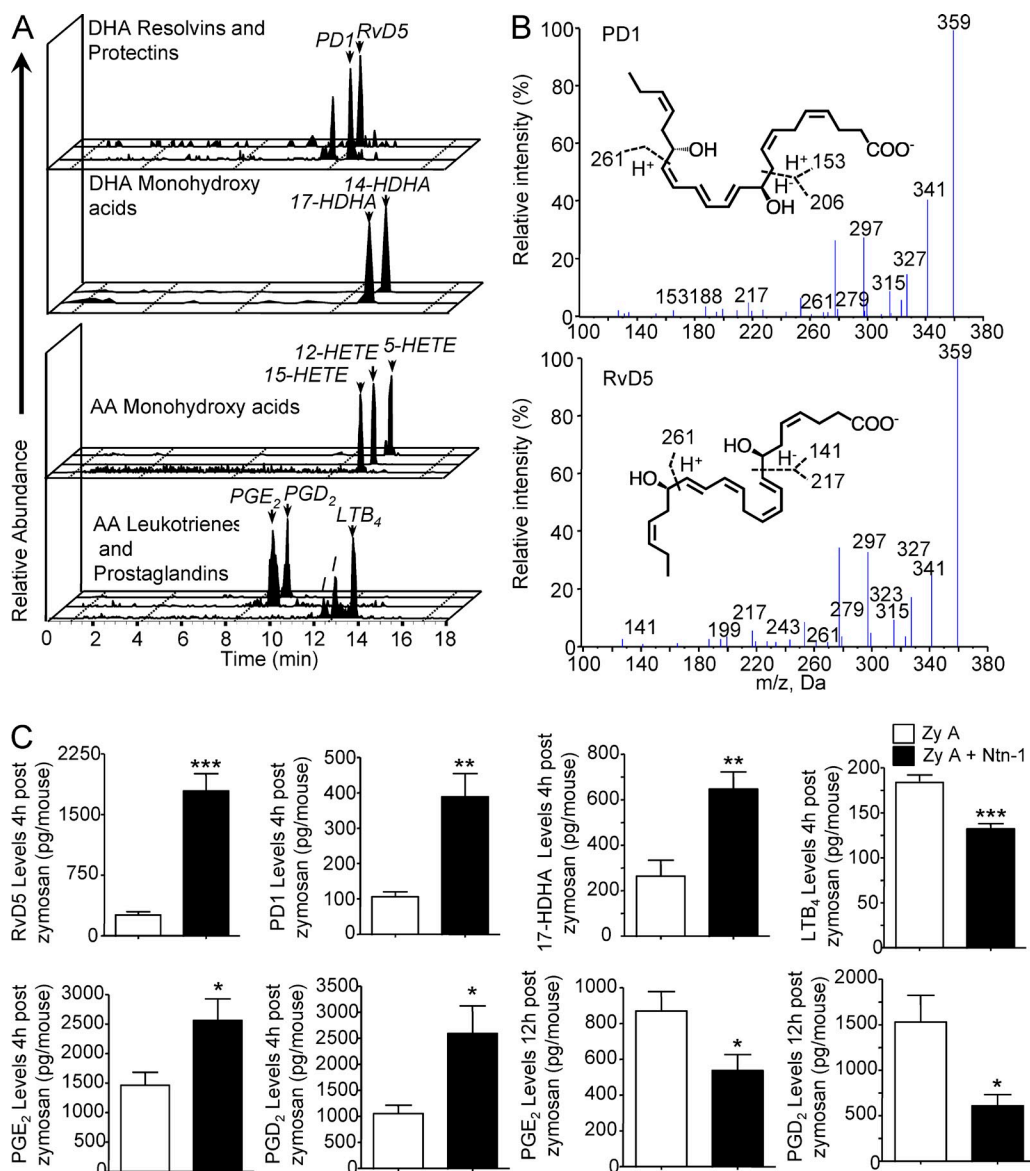 A
DHA Resolvins and
Protectins
PD1
RvD5
DHA Monohydroxy
acids
17-HDHA
14-HDHA
AA Monohydroxy acids
15-HETE
12-HETE
5-HETE
AA Leukotrienes
and
Prostaglandins
PGE2
PGD2
LTB4
Relative Abundance
0 2 4 6 8 10 12 14 16 18
Time (min)
B
PD1
Relative intensity (%)
100
80
60
40
20
0
359
341
297
327
315
153 188 217 261 279
261
H+
OH
H+ 153
H-
206
OH
COO-
100 140 180 220 260 300 340 380
RvD5
Relative intensity (%)
100
80
60
40
20
0
359
297
327
341
323
279
315
217
141
199
243
261
COO-
HO
261
H+
H-
141
217
HO
100 140 180 220 260 300 340 380
m/z, Da
C
Zy A
Zy A + Ntn-1
RvD5 Levels 4h post
zymosan (pg/mouse)
2250
1500
750
0
***
PD1 Levels 4h post
zymosan (pg/mouse)
500
400
300
200
100
0
**
17-HDHA Levels 4h post
zymosan (pg/mouse)
800
600
400
200
0
**
LTB4 Levels 4h post
zymosan (pg/mouse)
200
150
100
50
0
***
PGE2 Levels 4h post
zymosan (pg/mouse)
3000
2500
2000
1500
1000
500
0
*
PGD2 Levels 4h post
zymosan (pg/mouse)
3500
3000
2500
2000
1500
1000
500
0
*
PGE2 Levels 12h post
zymosan (pg/mouse)
1000
800
600
400
200
0
*
PGD2 Levels 12h post
zymosan (pg/mouse)
2000
1500
1000
500
0
*